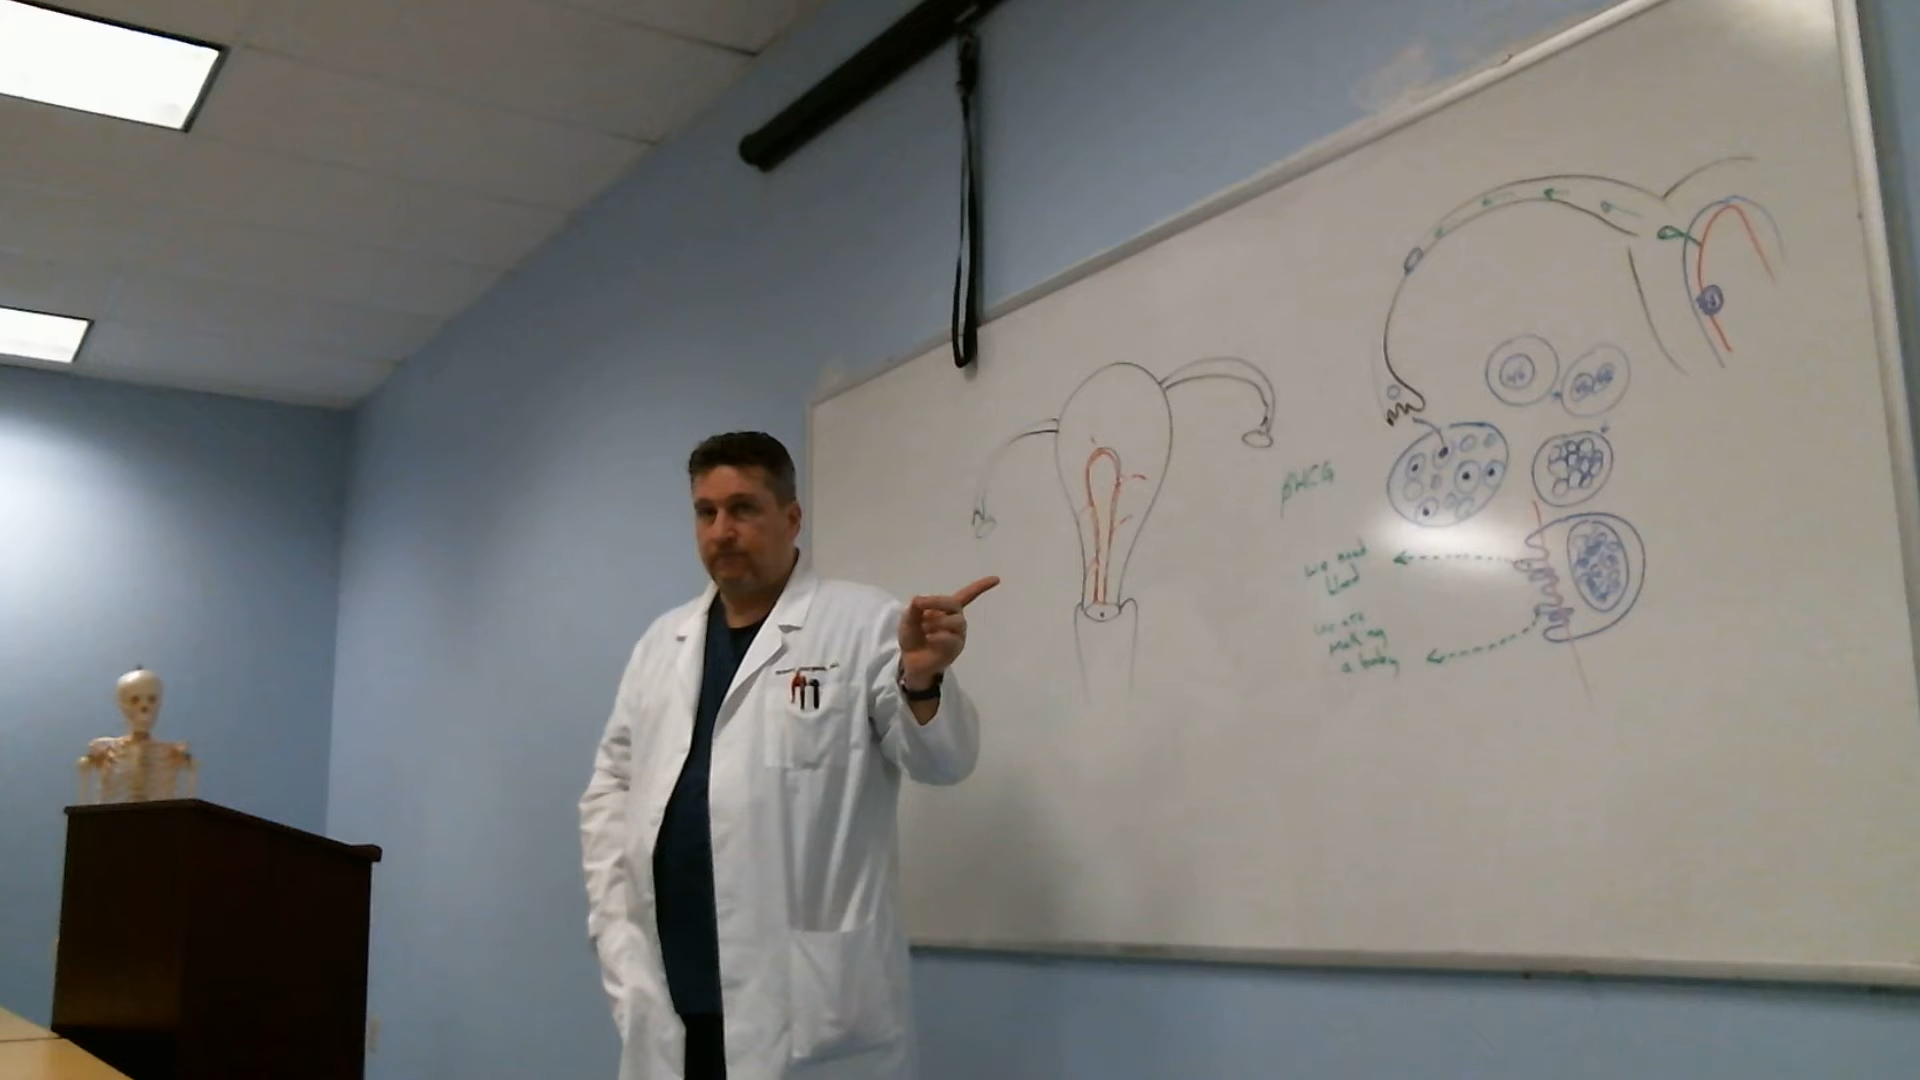 βHCG
we need
blood
we are
making
a baby